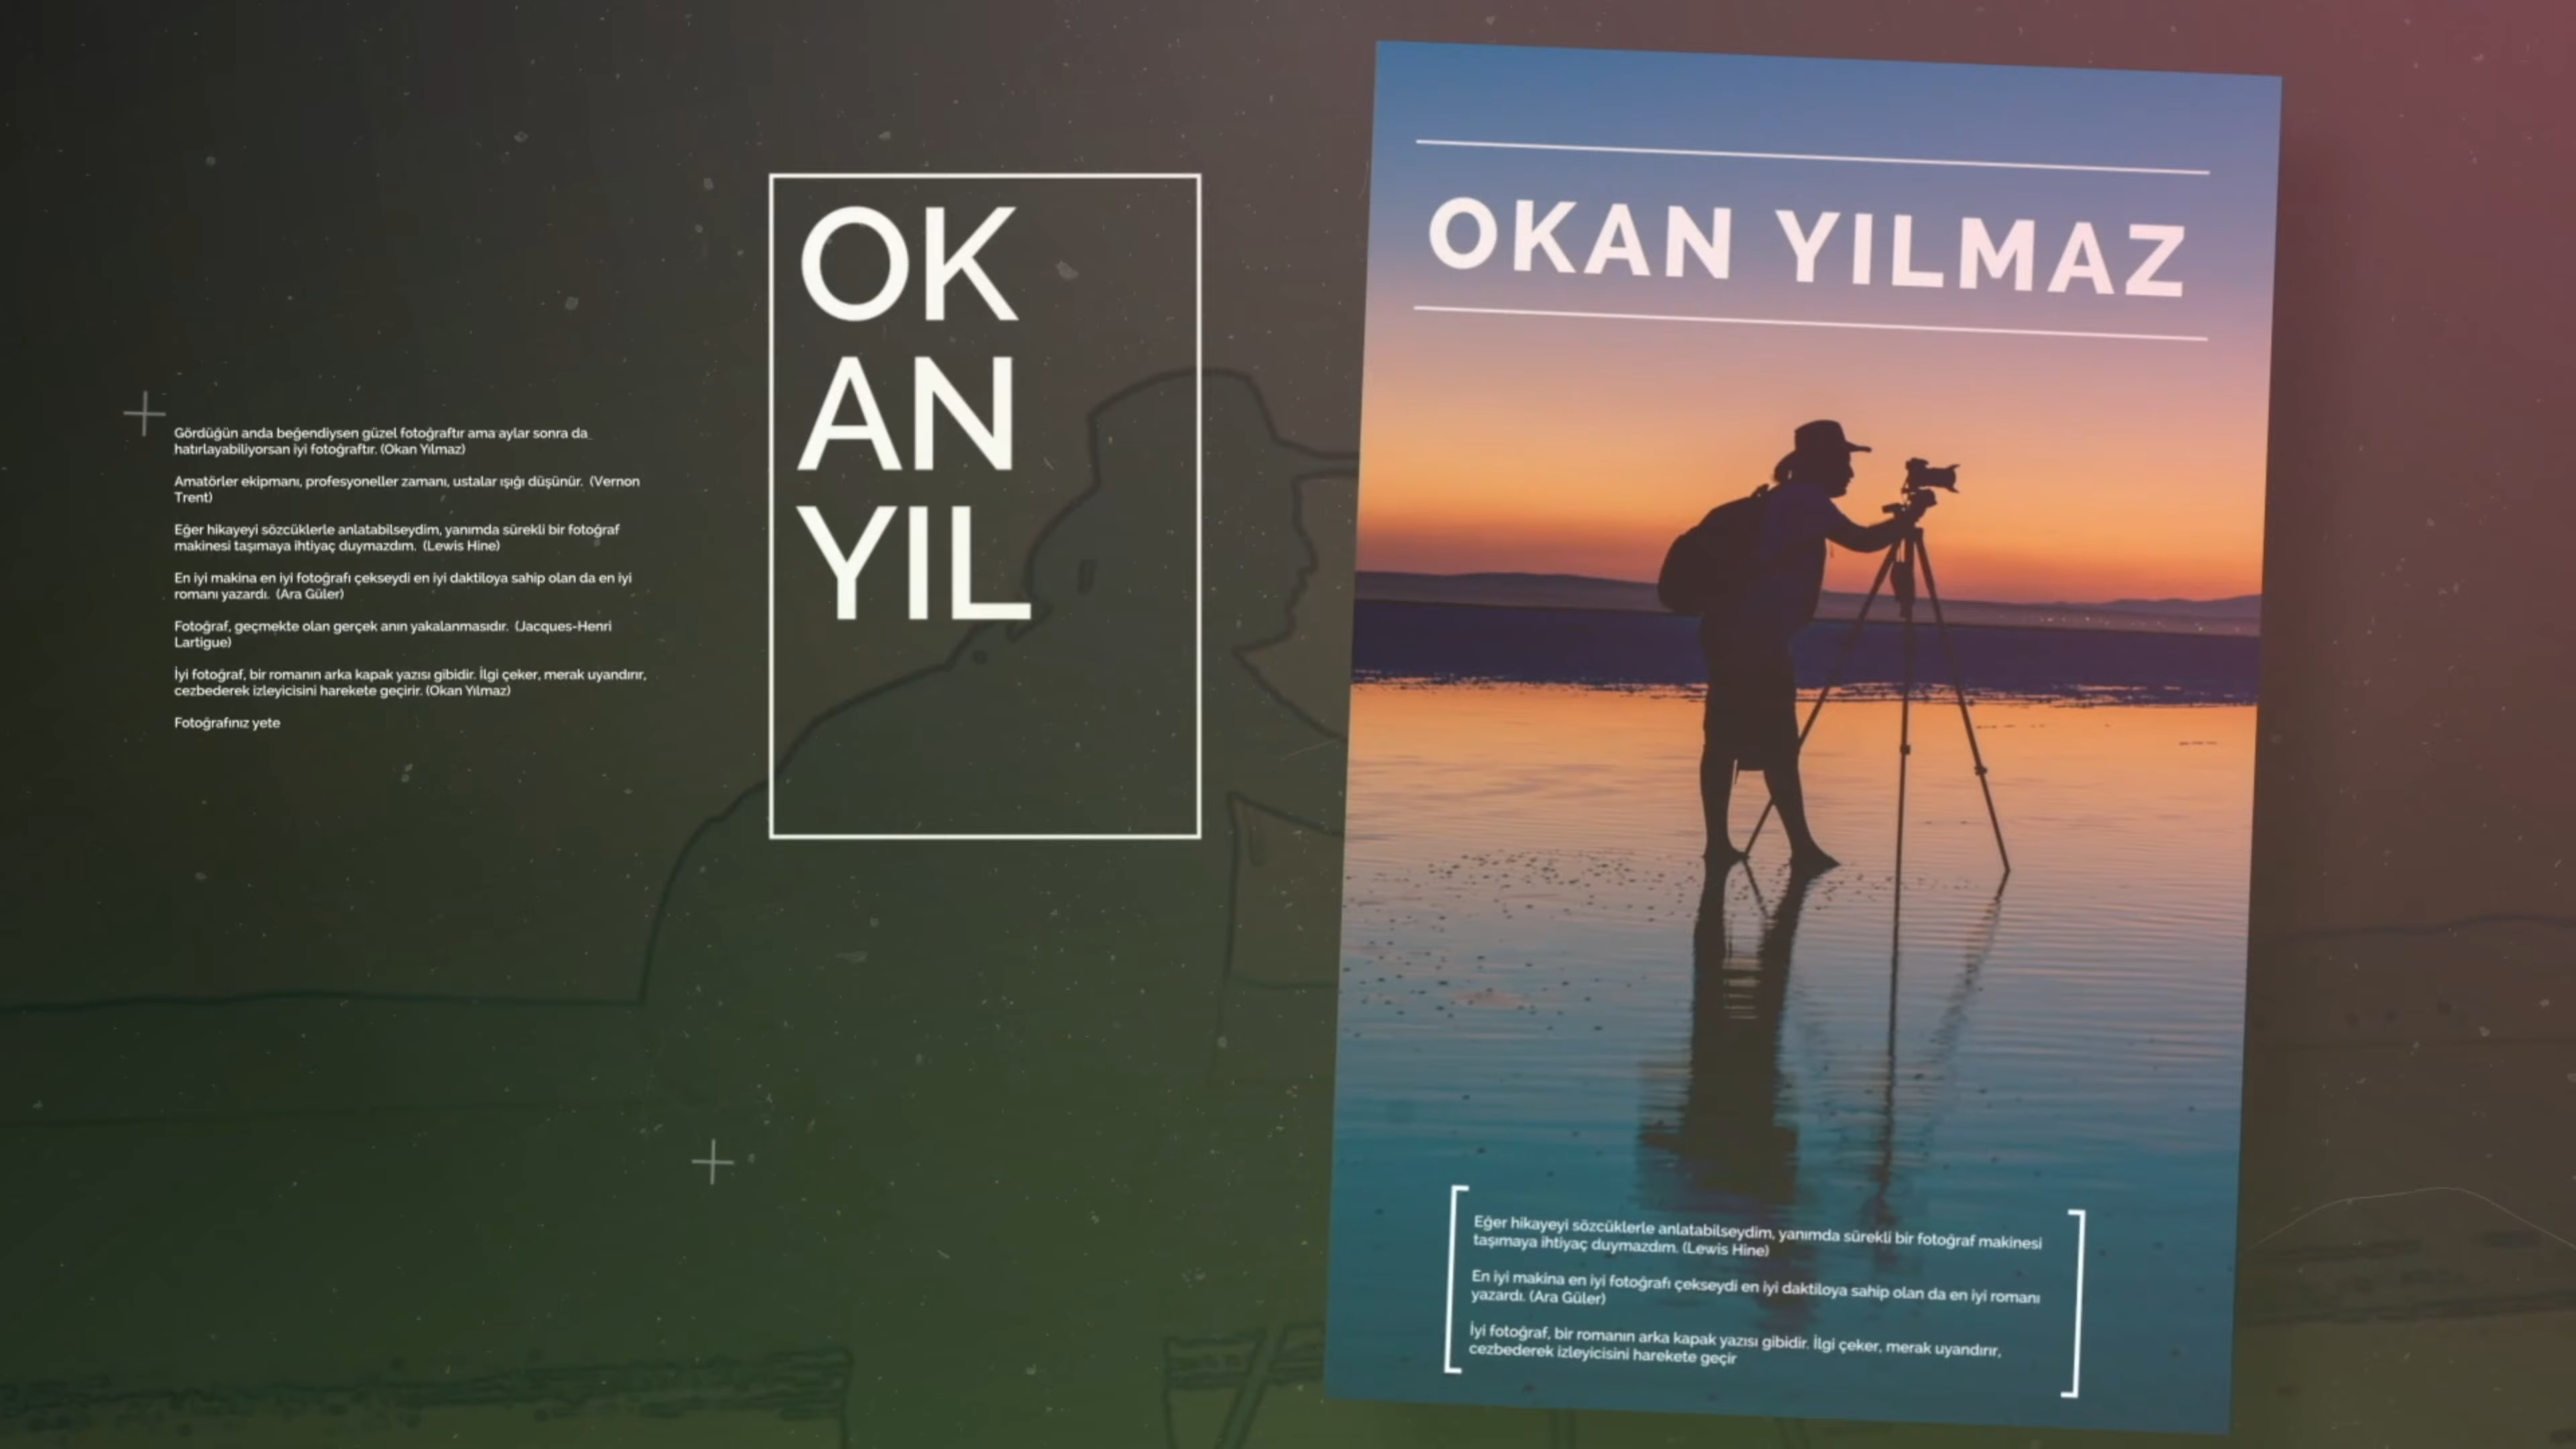 Gördüğün anda beğendiysen güzel fotoğraftır ama aylar sonra da
hatırlayabiliyorsan iyi fotoğraftır. (Okan Yılmaz)
Amatörler ekipmanı, profesyoneller zamanı, ustalar ışığı düşünür. (Vernon
Trent)
Eğer hikayeyi sözcüklerle anlatabilseydim, yanımda sürekli bir fotoğraf
makinesi taşımaya ihtiyaç duymazdım. (Lewis Hine)
En iyi makina en iyi fotoğrafı çekseydi en iyi daktiloya sahip olan da en iyi
romanı yazardı. (Ara Güler)
Fotoğraf, geçmekte olan gerçek anın yakalanmasıdır. (Jacques-Henri
Lartigue)
İyi fotoğraf, bir romanın arka kapak yazısı gibidir. İlgi çeker, merak uyandırır,
cezbederek izleyicisini harekete geçirir. (Okan Yılmaz)
Fotoğrafınız yete
OK
AN
YIL
OKAN YILMAZ
Eğer hikayeyi sözcüklerle anlatabilseydim, yanımda sürekli bir fotoğraf makinesi
taşımaya ihtiyaç duymazdım. (Lewis Hine)
En iyi makina en iyi fotoğrafı çekseydi en iyi daktiloya sahip olan da en iyi romanı
yazardı. (Ara Güler)
İyi fotoğraf, bir romanın arka kapak yazısı gibidir. İlgi çeker, merak uyandırır,
cezbederek izleyicisini harekete geçir